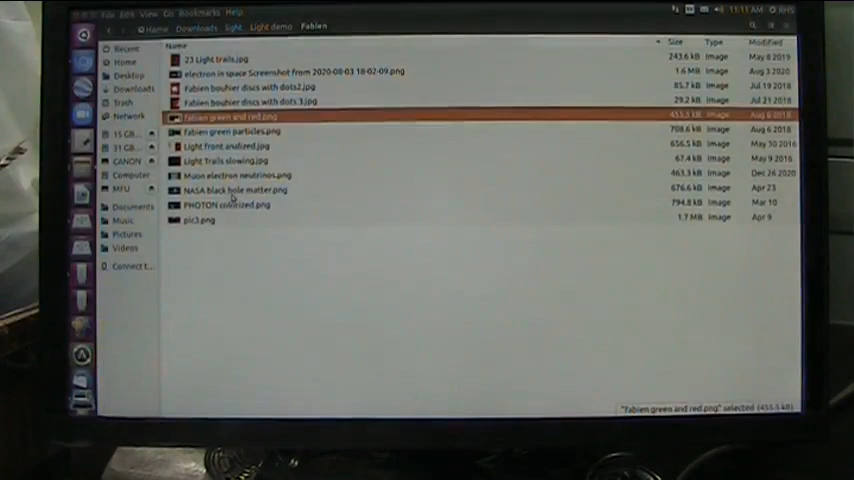 File Edit View Go Bookmarks Help 11:11 AM
Home Downloads Sight Light demo Fabien
Name Size Type Modified
Recent
Home
Desktop
Downloads
Trash
Network
15 GB...
31 GB...
CANON
Computer
MFU
Documents
Music
Pictures
Videos
Connect t...
23 Light trails.jpg 243.6 kB Image May 8 2019
electron in space Screenshot from 2020-08-03 18-02-09.png 1.6 MB Image Aug 3 2020
Fabien bouhier discs with dots2.jpg 85.7 kB Image Jul 19 2018
Fabien bouhier discs with dots 3.jpg 29.2 kB Image Jul 21 2018
fabien green and red.png 455.5 kB Image Aug 6 2018
fabien green particles.png 708.6 kB Image Aug 6 2018
Light front analized.jpg 656.5 kB Image May 30 2016
Light Trails slowing.jpg 67.4 kB Image May 9 2016
Muon electron neutrinos.png 463.3 kB Image Dec 26 2020
NASA black hole matter.png 676.6 kB Image Apr 23
PHOTON colorized.png 794.8 kB Image Mar 10
pic3.png 1.7 MB Image Apr 9
"fabien green and red.png" selected (455.5 kB)